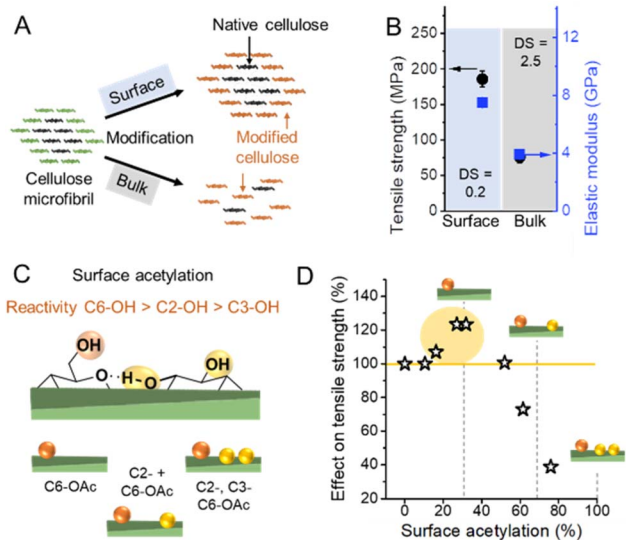 A
Native cellulose
Surface
Modification
Bulk
Cellulose
microfibril
Modified
cellulose
B
Tensile strength (MPa)
250
200
150
100
50
0
DS =
0.2
DS =
2.5
12
8
4
0
Elastic modulus (GPa)
Surface
Bulk
C
Surface acetylation
Reactivity C6-OH > C2-OH > C3-OH
OH
O
H
O
OH
C6-OAc
C2- +
C6-OAc
C2-, C3-
C6-OAc
D
Effect on tensile strength (%)
140
120
100
80
60
40
20
0
20
40
60
80
100
Surface acetylation (%)